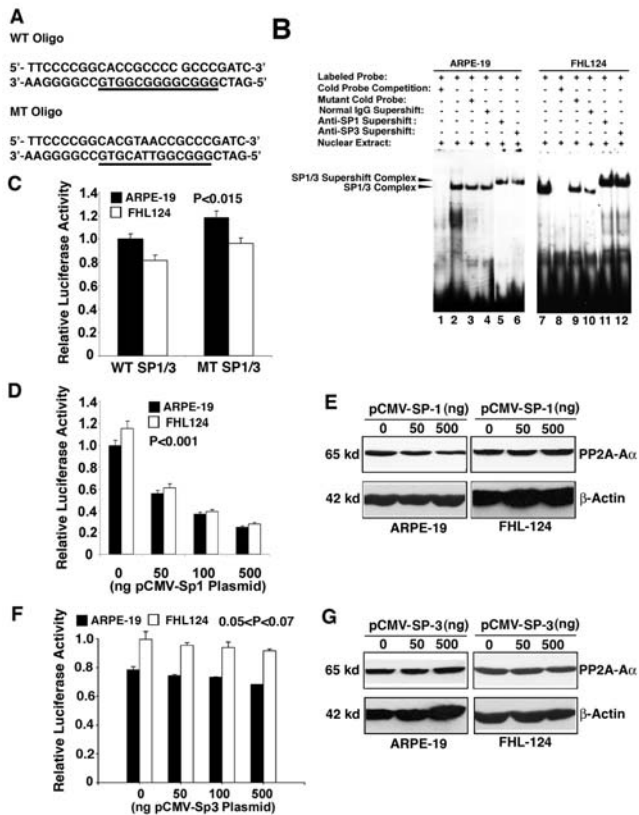 A
WT Oligo
5'- TTCCCCGGCACCGCCCC GCCCGATC-3'
3'-AAGGGGCCGTGGCGGGGCGGGCTAG-5'
MT Oligo
5'- TTCCCCGGCACGTAACCGCCCGATC-3'
3'-AAGGGGCCGTGCATTGGCGGGCTAG-5'
B
ARPE-19
FHL124
Labeled Probe: + + + + + + + + + + + +
Cold Probe Competition:
Mutant Cold Probe:
Normal IgG Supershift:
Anti-SP1 Supershift:
Anti-SP3 Supershift:
Nuclear Extract:
SP1/3 Supershift Complex
SP1/3 Complex
1 2 3 4 5 6 7 8 9 10 11 12
C
Relative Luciferase Activity
1.4
1.2
1.0
0.8
0.6
0.4
0.2
0
ARPE-19
FHL124
P<0.015
WT SP1/3
MT SP1/3
D
Relative Luciferase Activity
1.4
1.2
1.0
0.8
0.6
0.4
0.2
0
ARPE-19
FHL124
P<0.001
0 50 100 500
(ng pCMV-Sp1 Plasmid)
E
pCMV-SP-1(ng)
pCMV-SP-1(ng)
0 50 500
0 50 500
65 kd
PP2A-Aα
42 kd
β-Actin
ARPE-19
FHL-124
F
Relative Luciferase Activity
1.0
0.8
0.6
0.4
0.2
0
ARPE-19
FHL124
0.05<P<0.07
0 50 100 500
(ng pCMV-Sp3 Plasmid)
G
pCMV-SP-3(ng)
pCMV-SP-3(ng)
0 50 500
0 50 500
65 kd
PP2A-Aα
42 kd
β-Actin
ARPE-19
FHL-124